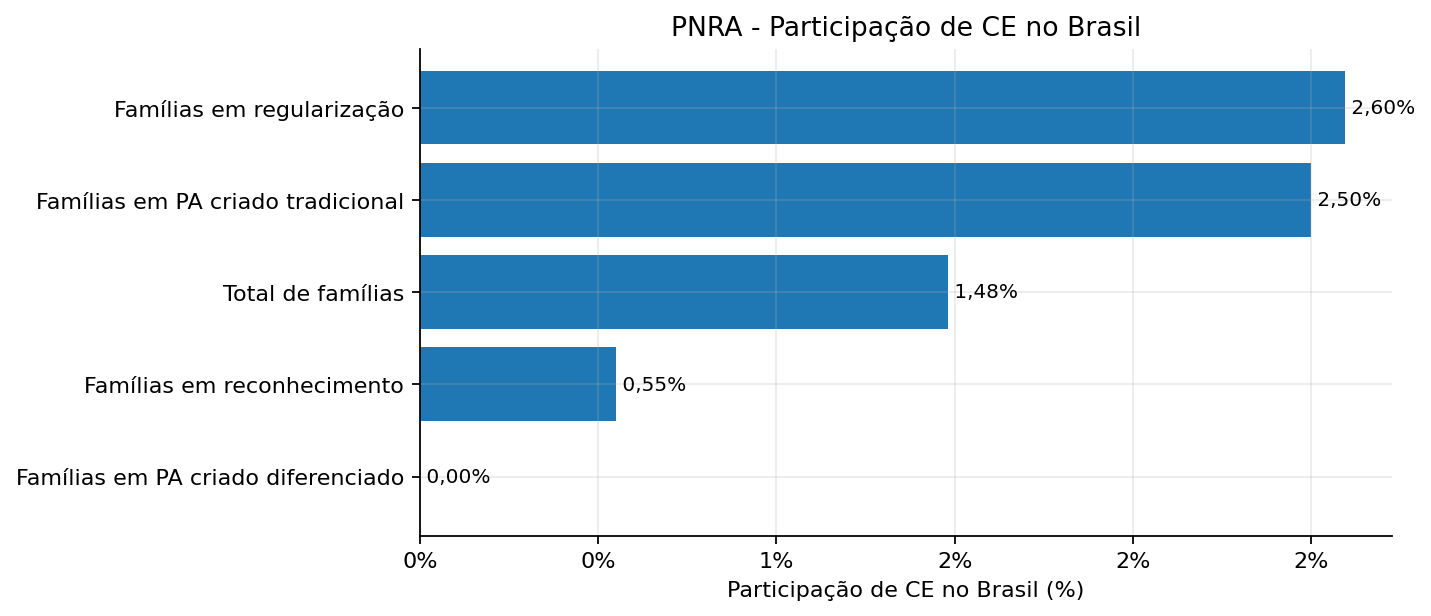 PNRA - Participação de CE no Brasil
Famílias em regularização
2,60%
Famílias em PA criado tradicional
2,50%
Total de famílias
1,48%
Famílias em reconhecimento
0,55%
Famílias em PA criado diferenciado
0,00%
0% 0% 1% 2% 2% 2%
Participação de CE no Brasil (%)